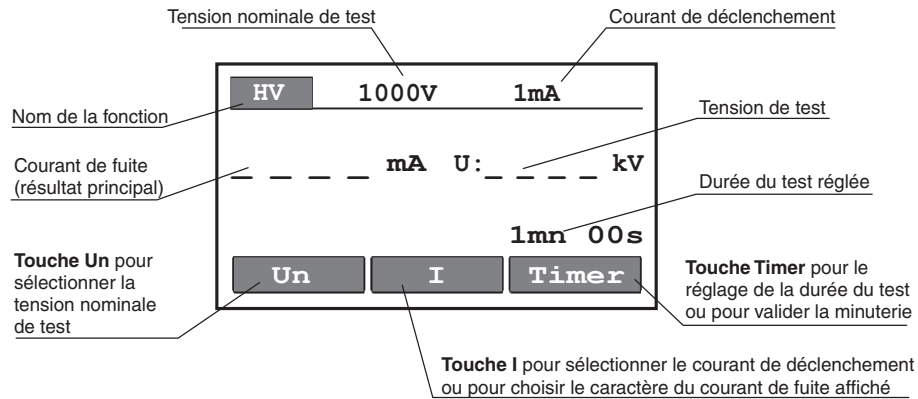 Tension nominale de test
Courant de déclenchement
HV 1000V 1mA
Nom de la fonction
Tension de test
Courant de fuite
(résultat principal)
_ _ _ _ mA U:_ _ _ _ kV
Durée du test réglée
1mn 00s
Touche Un pour
sélectionner la
tension nominale
de test
Un I Timer
Touche Timer pour le
réglage de la durée du test
ou pour valider la minuterie
Touche I pour sélectionner le courant de déclenchement
ou pour choisir le caractère du courant de fuite affiché